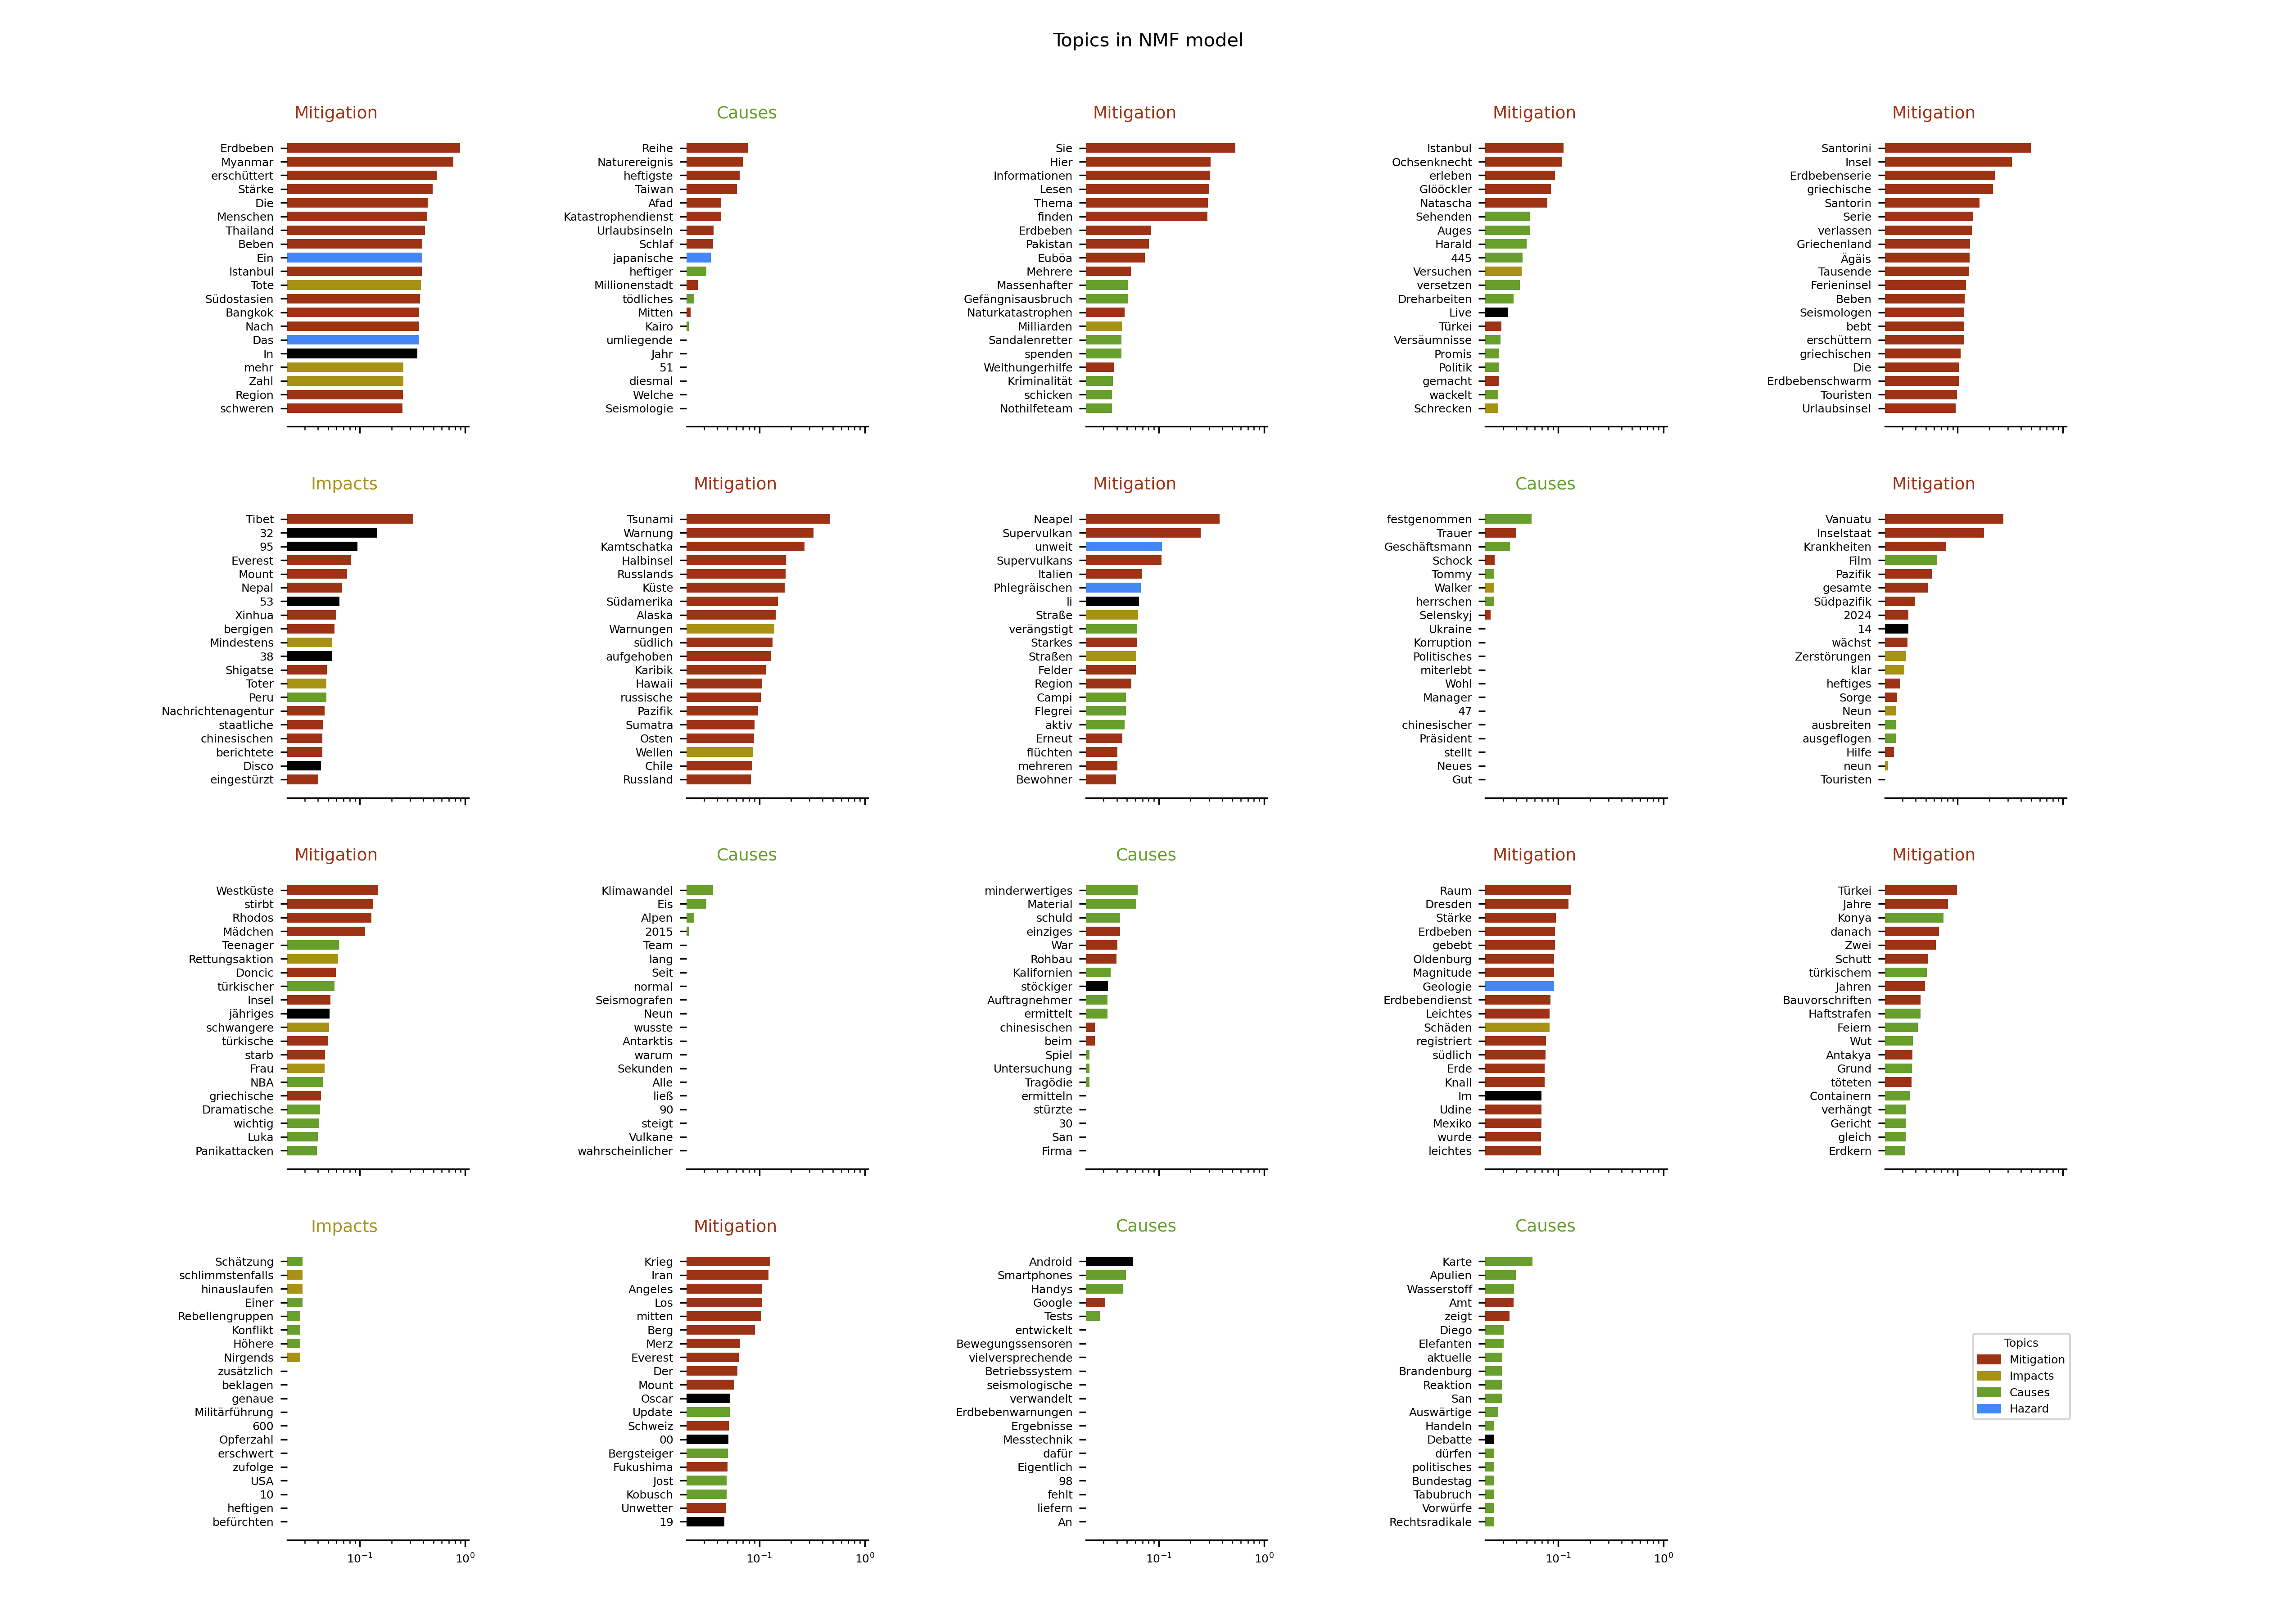 Topics in NMF model
Mitigation
Erdbeben
Myanmar
erschüttert
Stärke
Die
Menschen
Thailand
Beben
Ein
Istanbul
Tote
Südostasien
Bangkok
Nach
Das
In
mehr
Zahl
Region
schweren
Causes
Reihe
Naturereignis
heftigste
Taiwan
Afad
Katastrophendienst
Urlaubsinseln
Schlaf
japanische
heftiger
Millionenstadt
tödliches
Mitten
Kairo
umliegende
Jahr
51
diesmal
Welche
Seismologie
Mitigation
Sie
Hier
Informationen
Lesen
Thema
finden
Erdbeben
Pakistan
Euböa
Mehrere
Massenhafter
Gefängnisausbruch
Naturkatastrophen
Milliarden
Sandalenretter
spenden
Welthungerhilfe
Kriminalität
schicken
Nothilfeteam
Mitigation
Istanbul
Ochsenknecht
erleben
Glööckler
Natascha
Sehenden
Auges
Harald
445
Versuchen
versetzen
Dreharbeiten
Live
Türkei
Versäumnisse
Promis
Politik
gemacht
wackelt
Schrecken
Mitigation
Santorini
Insel
Erdbebenserie
griechische
Santorin
Serie
verlassen
Griechenland
Ägäis
Tausende
Ferieninsel
Beben
Seismologen
bebt
erschüttern
griechischen
Die
Erdbebenschwarm
Touristen
Urlaubsinsel
Impacts
Tibet
32
95
Everest
Mount
Nepal
53
Xinhua
bergigen
Mindestens
38
Shigatse
Toter
Peru
Nachrichtenagentur
staatliche
chinesischen
berichtete
Disco
eingestürzt
Mitigation
Tsunami
Warnung
Kamtschatka
Halbinsel
Russlands
Küste
Südamerika
Alaska
Warnungen
südlich
aufgehoben
Karibik
Hawaii
russische
Pazifik
Sumatra
Osten
Wellen
Chile
Russland
Mitigation
Neapel
Supervulkan
unweit
Supervulkans
Italien
Phlegräischen
li
Straße
verängstigt
Starkes
Straßen
Felder
Region
Campi
Flegrei
aktiv
Erneut
flüchten
mehreren
Bewohner
Causes
festgenommen
Trauer
Geschäftsmann
Schock
Tommy
Walker
herrschen
Selenskyj
Ukraine
Korruption
Politisches
miterlebt
Wohl
Manager
47
chinesischer
Präsident
stellt
Neues
Gut
Mitigation
Vanuatu
Inselstaat
Krankheiten
Film
Pazifik
gesamte
Südpazifik
2024
14
wächst
Zerstörungen
klar
heftiges
Sorge
Neun
ausbreiten
ausgeflogen
Hilfe
neun
Touristen
Mitigation
Westküste
stirbt
Rhodos
Mädchen
Teenager
Rettungsaktion
Doncic
türkischer
Insel
jähriges
schwangere
türkische
starb
Frau
NBA
griechische
Dramatische
wichtig
Luka
Panikattacken
Causes
Klimawandel
Eis
Alpen
2015
Team
lang
Seit
normal
Seismografen
Neun
wusste
Antarktis
warum
Sekunden
Alle
ließ
90
steigt
Vulkane
wahrscheinlicher
Causes
minderwertiges
Material
schuld
einziges
War
Rohbau
Kalifornien
stöckiger
Auftragnehmer
ermittelt
chinesischen
beim
Spiel
Untersuchung
Tragödie
ermitteln
stürzte
30
San
Firma
Mitigation
Raum
Dresden
Stärke
Erdbeben
gebebt
Oldenburg
Magnitude
Geologie
Erdbebendienst
Leichtes
Schäden
registriert
südlich
Erde
Knall
Im
Udine
Mexiko
wurde
leichtes
Mitigation
Türkei
Jahre
Konya
danach
Zwei
Schutt
türkischem
Jahren
Bauvorschriften
Haftstrafen
Feiern
Wut
Antakya
Grund
töteten
Containern
verhängt
Gericht
gleich
Erdkern
Impacts
Schätzung
schlimmstenfalls
hinauslaufen
Einer
Rebellengruppen
Konflikt
Höhere
Nirgends
zusätzlich
beklagen
genaue
Militärführung
600
Opferzahl
erschwert
zufolge
USA
10
heftigen
befürchten
10⁻¹ 10⁰
Mitigation
Krieg
Iran
Angeles
Los
mitten
Berg
Merz
Everest
Der
Mount
Oscar
Update
Schweiz
00
Bergsteiger
Fukushima
Jost
Kobusch
Unwetter
19
10⁻¹ 10⁰
Causes
Android
Smartphones
Handys
Google
Tests
entwickelt
Bewegungssensoren
vielversprechende
Betriebssystem
seismologische
verwandelt
Erdbebenwarnungen
Ergebnisse
Messtechnik
dafür
Eigentlich
98
fehlt
liefern
An
10⁻¹ 10⁰
Causes
Karte
Apulien
Wasserstoff
Amt
zeigt
Diego
Elefanten
aktuelle
Brandenburg
Reaktion
San
Auswärtige
Handeln
Debatte
dürfen
politisches
Bundestag
Tabubruch
Vorwürfe
Rechtsradikale
10⁻¹ 10⁰
Topics
Mitigation
Impacts
Causes
Hazard